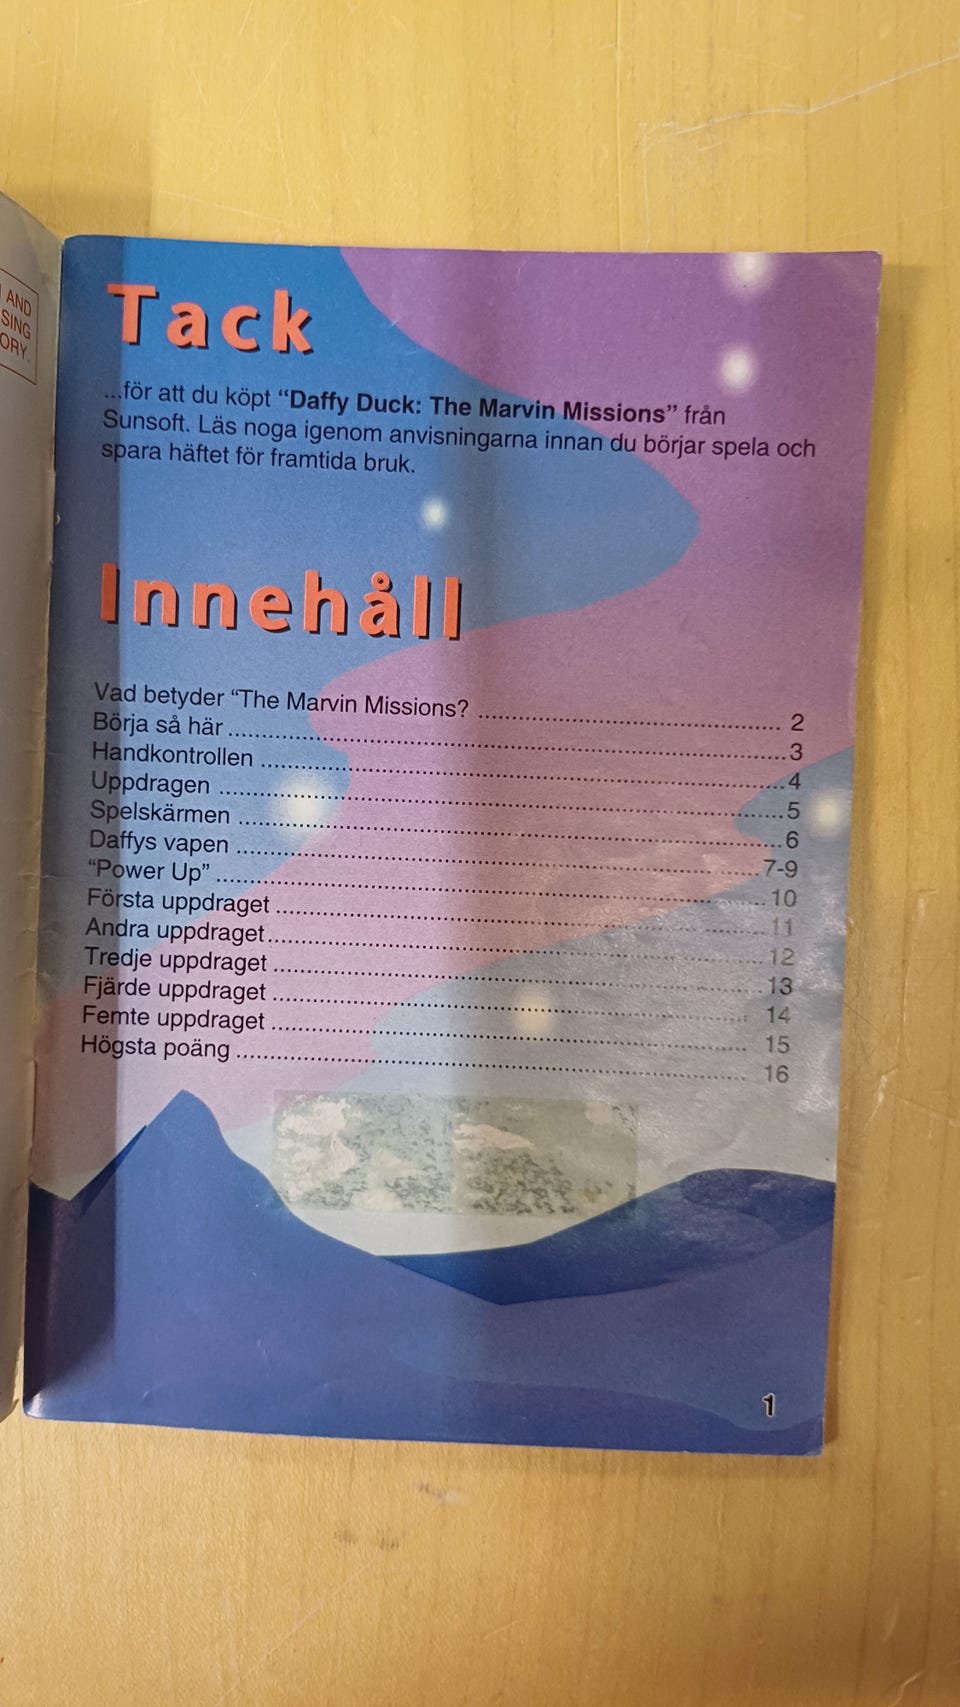 AND
SING
ORY.
Tack
...för att du köpt “Daffy Duck: The Marvin Missions” från
Sunsoft. Läs noga igenom anvisningarna innan du börjar spela och
spara häftet för framtida bruk.
Innehåll
Vad betyder “The Marvin Missions? 2
Börja så här 3
Handkontrollen 4
Uppdragen 5
Spelskärmen 6
Daffys vapen 7-9
“Power Up” 10
Första uppdraget 11
Andra uppdraget 12
Tredje uppdraget 13
Fjärde uppdraget 14
Femte uppdraget 15
Högsta poäng 16
1